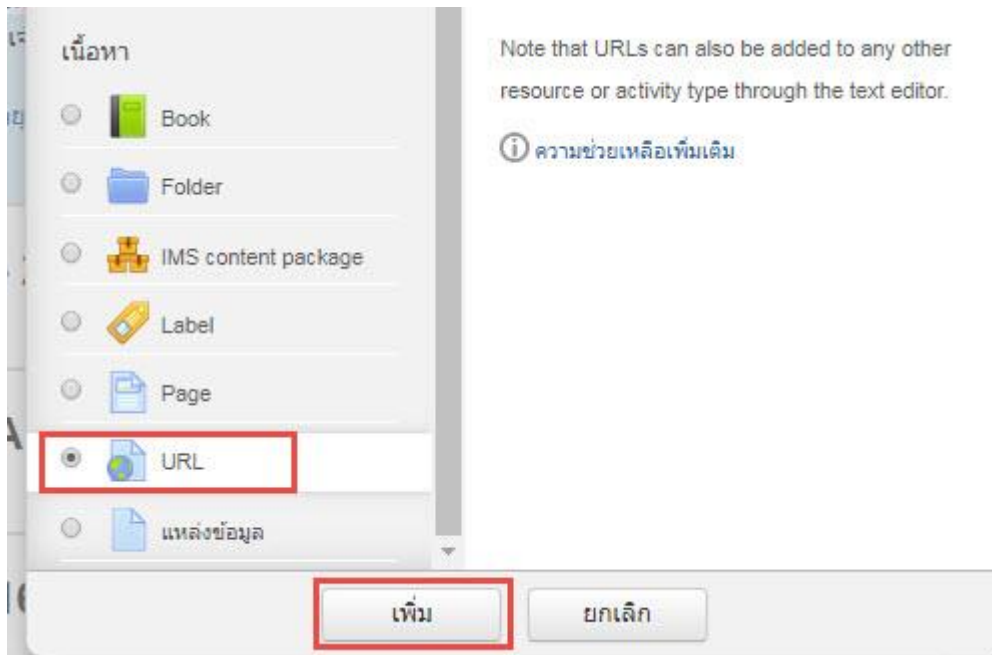 เนื้อหา
Book
Folder
IMS content package
Label
Page
URL
แหล่งข้อมูล
Note that URLs can also be added to any other
resource or activity type through the text editor.
ความช่วยเหลือเพิ่มเติม
เพิ่ม
ยกเลิก